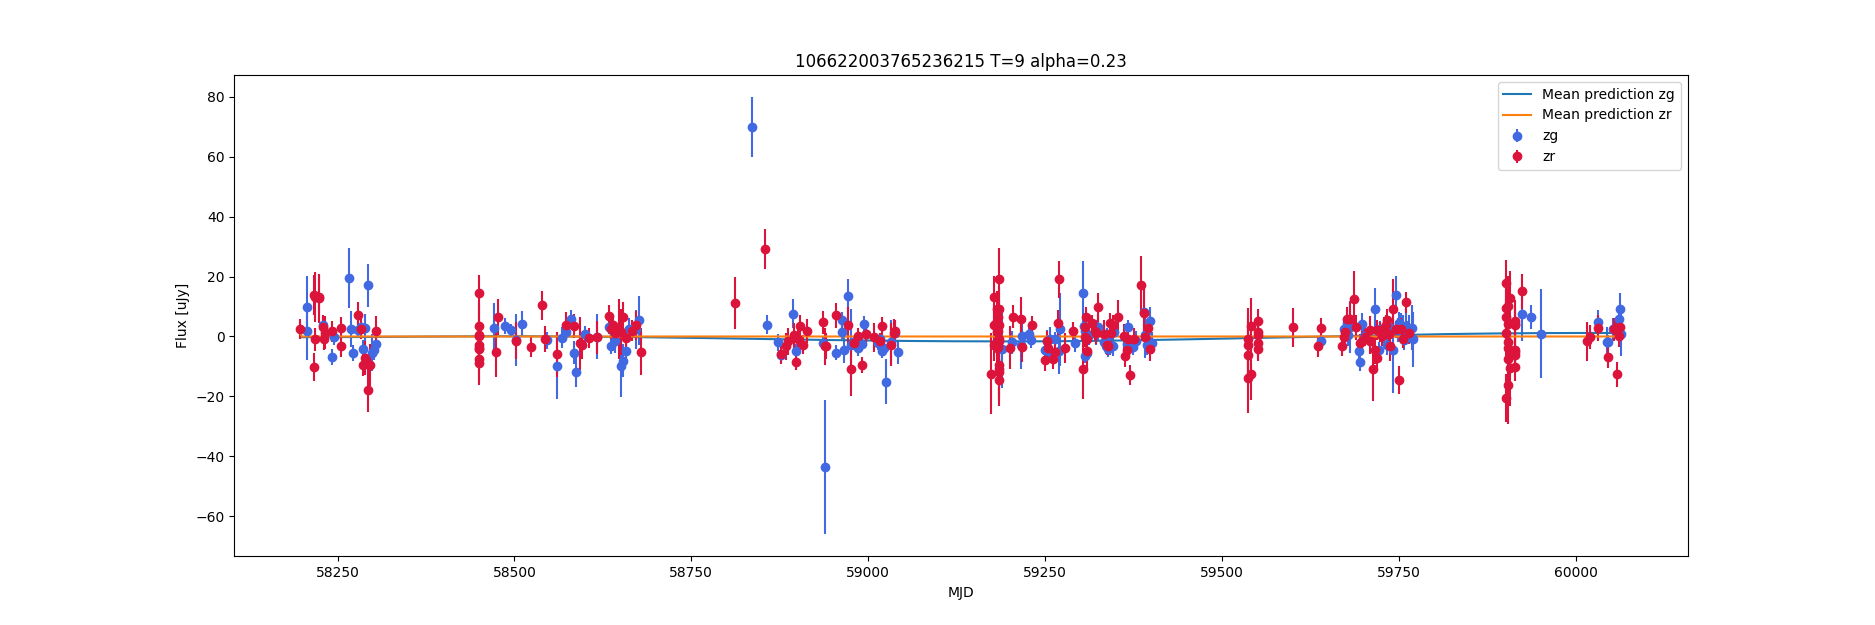 106622003765236215 T=9 alpha=0.23
80
60
40
20
0
−20
−40
−60
Flux [uJy]
Mean prediction zg
Mean prediction zr
zg
zr
58250 58500 58750 59000 59250 59500 59750 60000
MJD